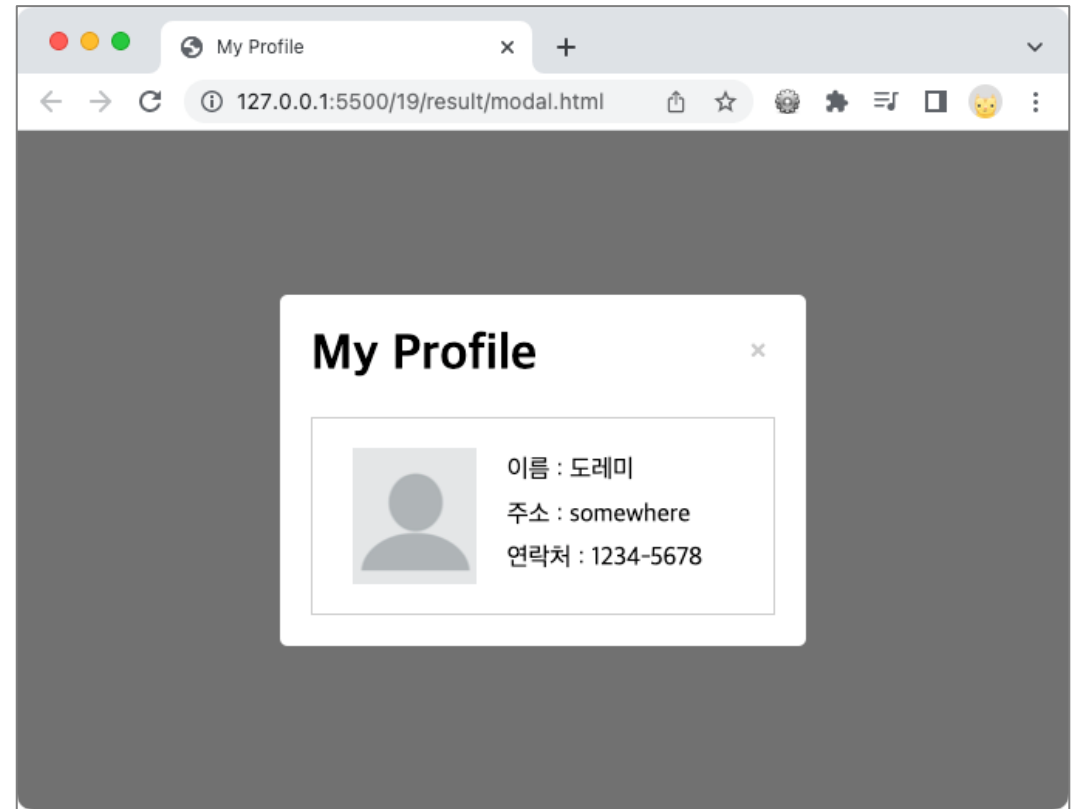 My Profile
127.0.0.1:5500/19/result/modal.html
My Profile
×
이름 : 도레미
주소 : somewhere
연락처 : 1234-5678